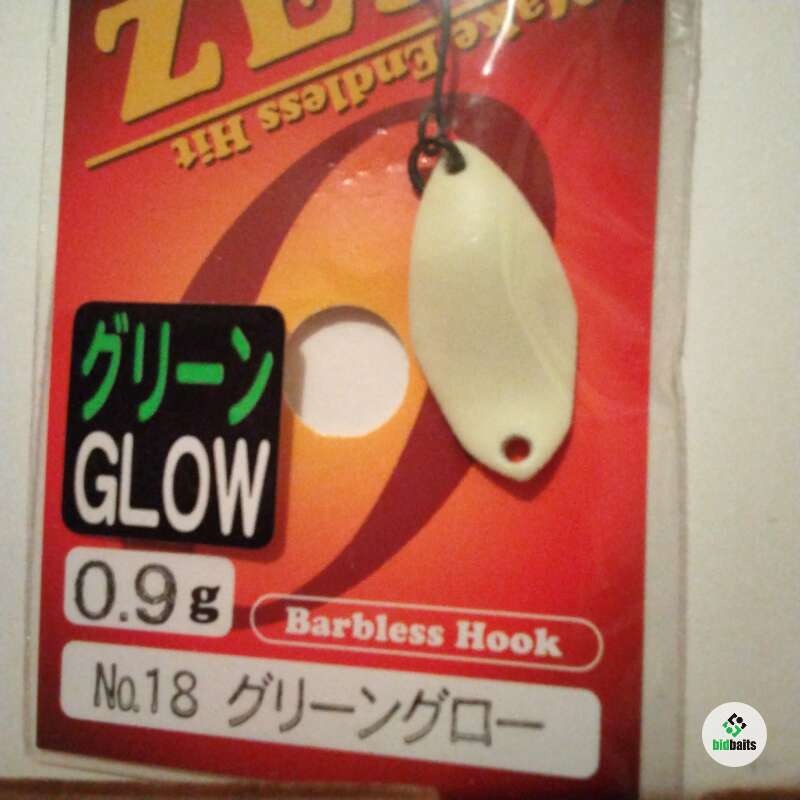 Make Endless Hit
グリーン
GLOW
0.9g
Barbless Hook
No.18 グリーングロー
bidbaits